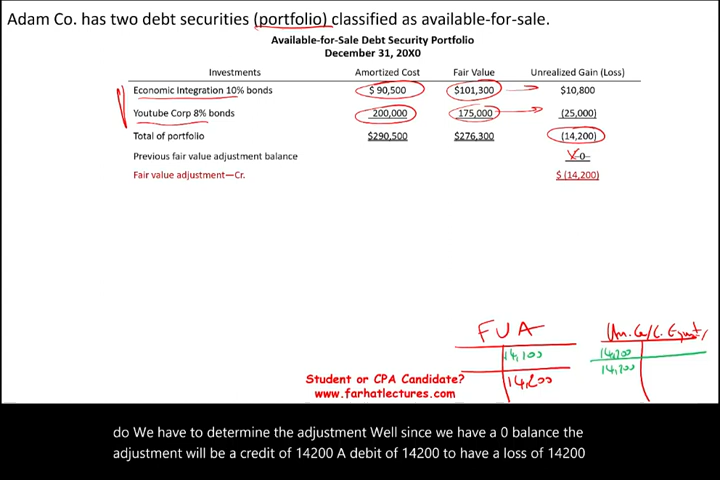 Adam Co. has two debt securities (portfolio) classified as available-for-sale.
Available-for-Sale Debt Security Portfolio
December 31, 20X0
Investments Amortized Cost Fair Value Unrealized Gain (Loss)
Economic Integration 10% bonds $ 90,500 $101,300 $10,800
Youtube Corp 8% bonds 200,000 175,000 (25,000)
Total of portfolio $290,500 $276,300 (14,200)
Previous fair value adjustment balance -0-
Fair value adjustment—Cr. $ (14,200)
FVA Un. G/L Equity
14,200 14,200
14,200 14,200
Student or CPA Candidate?
www.farhatlectures.com
do We have to determine the adjustment Well since we have a 0 balance the
adjustment will be a credit of 14200 A debit of 14200 to have a loss of 14200